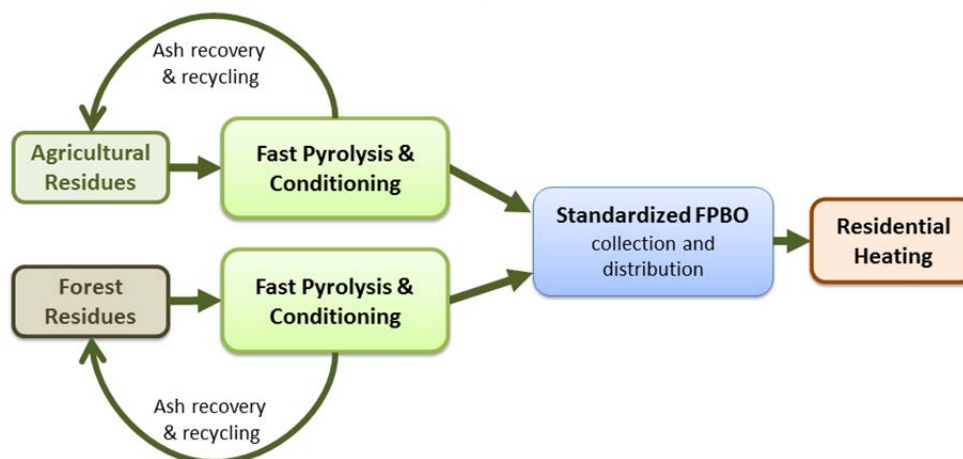 Ash recovery
& recycling
Agricultural
Residues
Fast Pyrolysis &
Conditioning
Standardized FPBO
collection and
distribution
Residential
Heating
Forest
Residues
Fast Pyrolysis &
Conditioning
Ash recovery
& recycling